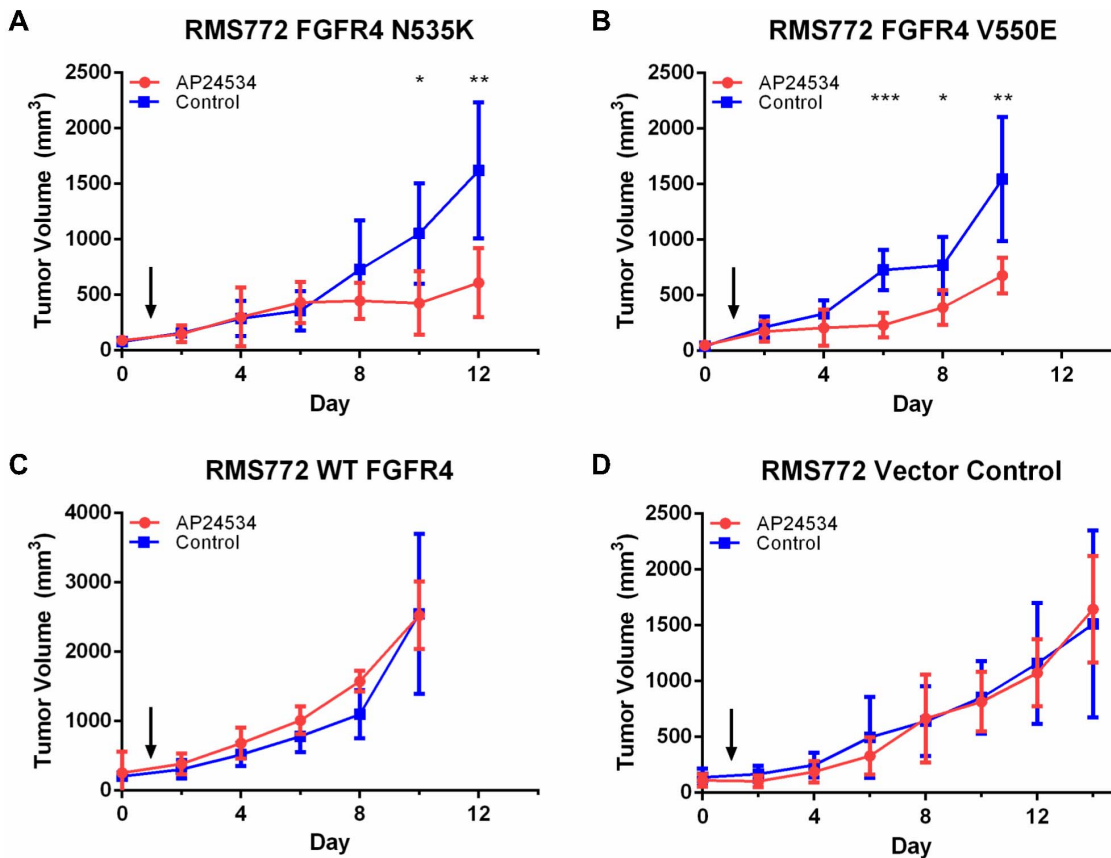 A
RMS772 FGFR4 N535K
Tumor Volume (mm³)
2500
2000
1500
1000
500
0
AP24534
Control
* **
0 4 8 12
Day
B
RMS772 FGFR4 V550E
Tumor Volume (mm³)
2500
2000
1500
1000
500
0
AP24534
Control
*** * **
0 4 8 12
Day
C
RMS772 WT FGFR4
Tumor Volume (mm³)
4000
3000
2000
1000
0
AP24534
Control
0 4 8 12
Day
D
RMS772 Vector Control
Tumor Volume (mm³)
2500
2000
1500
1000
500
0
AP24534
Control
0 4 8 12
Day